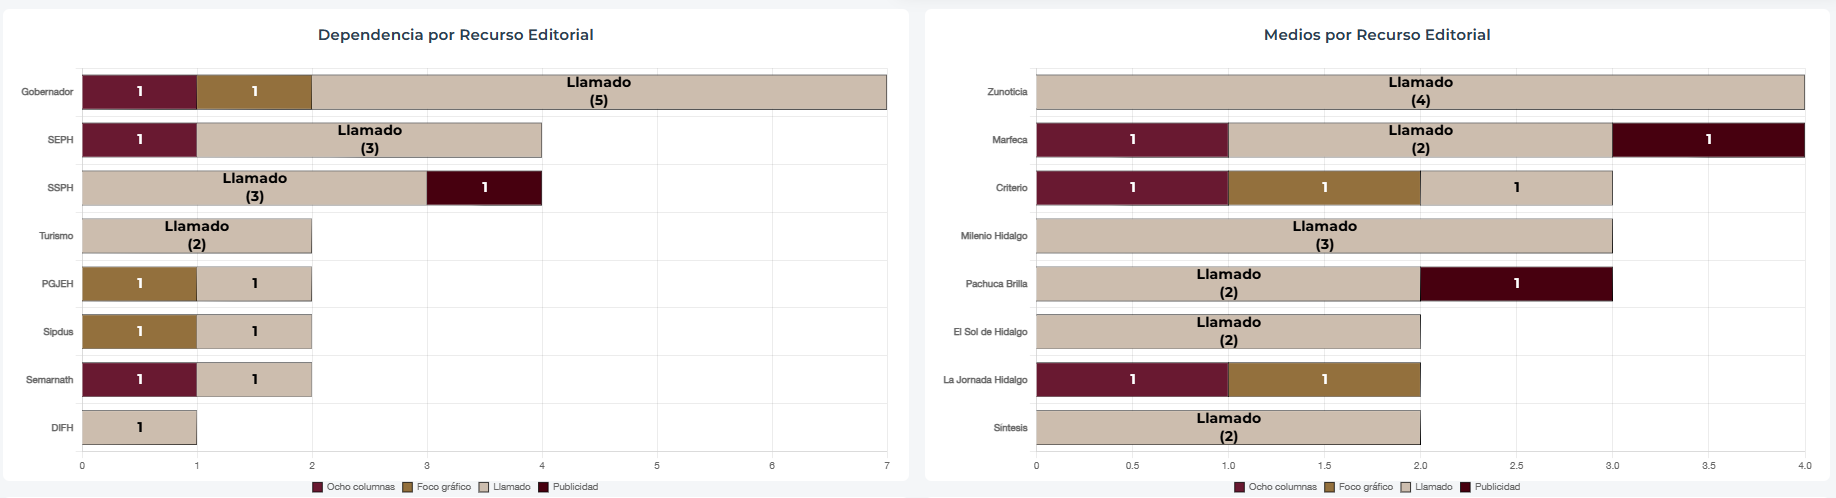 Dependencia por Recurso Editorial
Gobernador
1
1
Llamado
(5)
SEPH
1
Llamado
(3)
SSPH
Llamado
(3)
1
Turismo
Llamado
(2)
PGJEH
1
1
Sipdus
1
1
Semarnath
1
1
DIFH
1
0 1 2 3 4 5 6 7
Ocho columnas Foco gráfico Llamado Publicidad
Medios por Recurso Editorial
Zunoticia
Llamado
(4)
Marfeca
1
Llamado
(2)
1
Criterio
1
1
1
Milenio Hidalgo
Llamado
(3)
Pachuca Brilla
Llamado
(2)
1
El Sol de Hidalgo
Llamado
(2)
La Jornada Hidalgo
1
1
Síntesis
Llamado
(2)
0 0.5 1.0 1.5 2.0 2.5 3.0 3.5 4.0
Ocho columnas Foco gráfico Llamado Publicidad